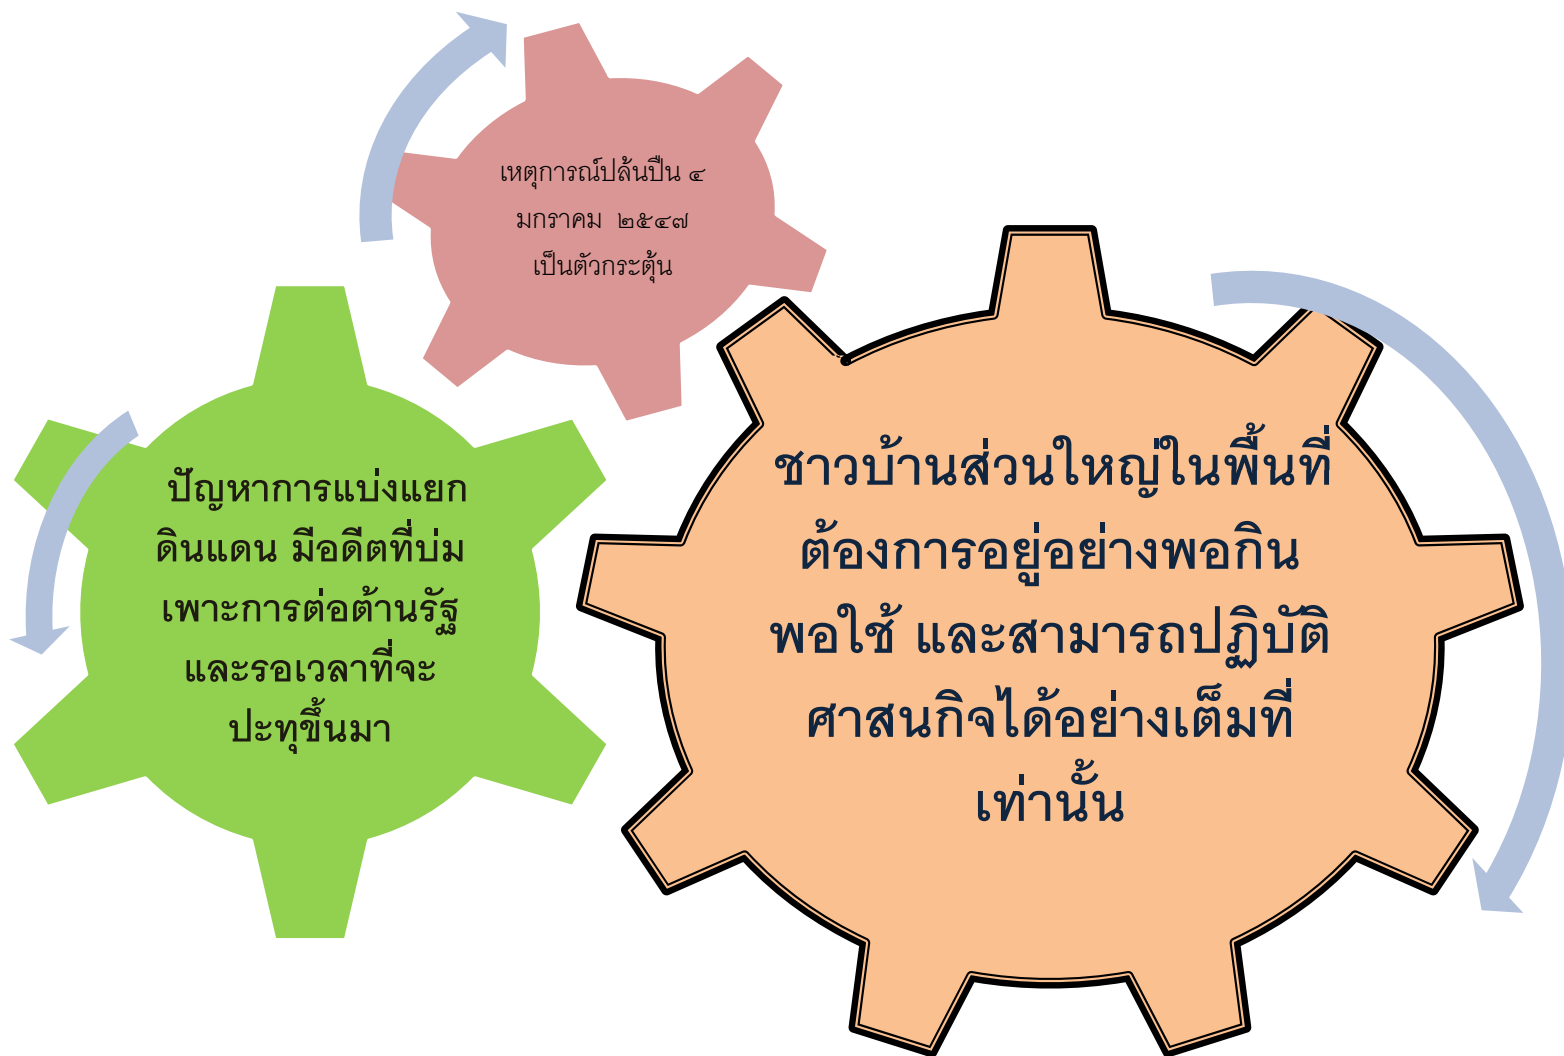 เหตุการณ์ปล้นปืน ๔
มกราคม ๒๕๔๗
เป็นตัวกระตุ้น
ปัญหาการแบ่งแยก
ดินแดน มีอดีตที่บ่ม
เพาะการต่อต้านรัฐ
และรอเวลาที่จะ
ปะทุขึ้นมา
ชาวบ้านส่วนใหญ่ในพื้นที่
ต้องการอยู่อย่างพอกิน
พอใช้ และสามารถปฏิบัติ
ศาสนกิจได้อย่างเต็มที่
เท่านั้น